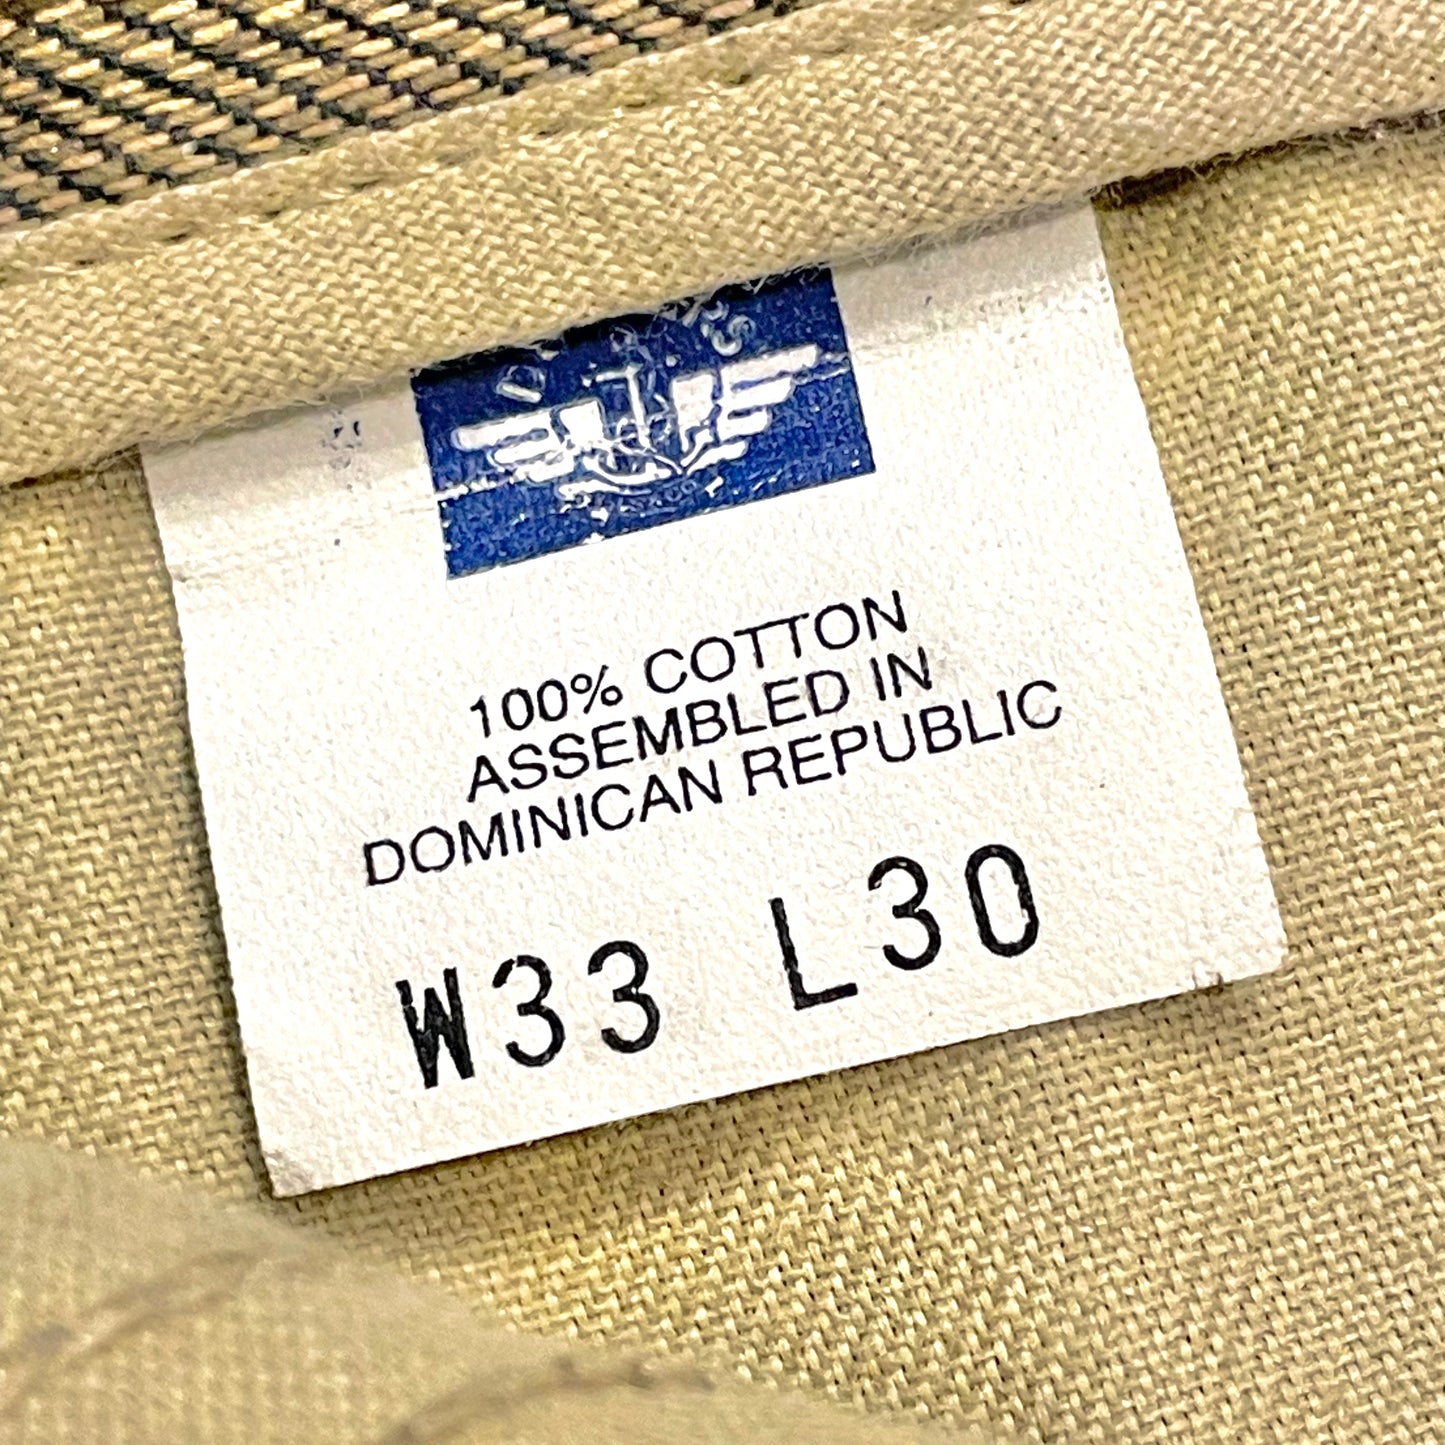 100% COTTON
ASSEMBLED IN
DOMINICAN REPUBLIC
W33 L30